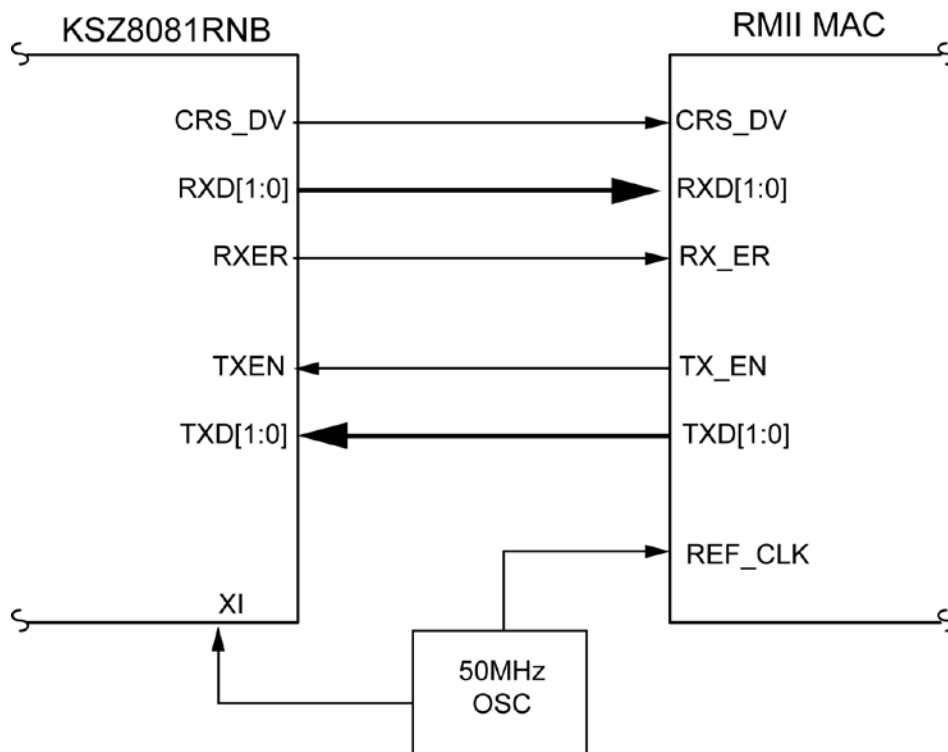 KSZ8081RNB
RMII MAC
CRS_DV
CRS_DV
RXD[1:0]
RXD[1:0]
RXER
RX_ER
TXEN
TX_EN
TXD[1:0]
TXD[1:0]
REF_CLK
XI
50MHz
OSC